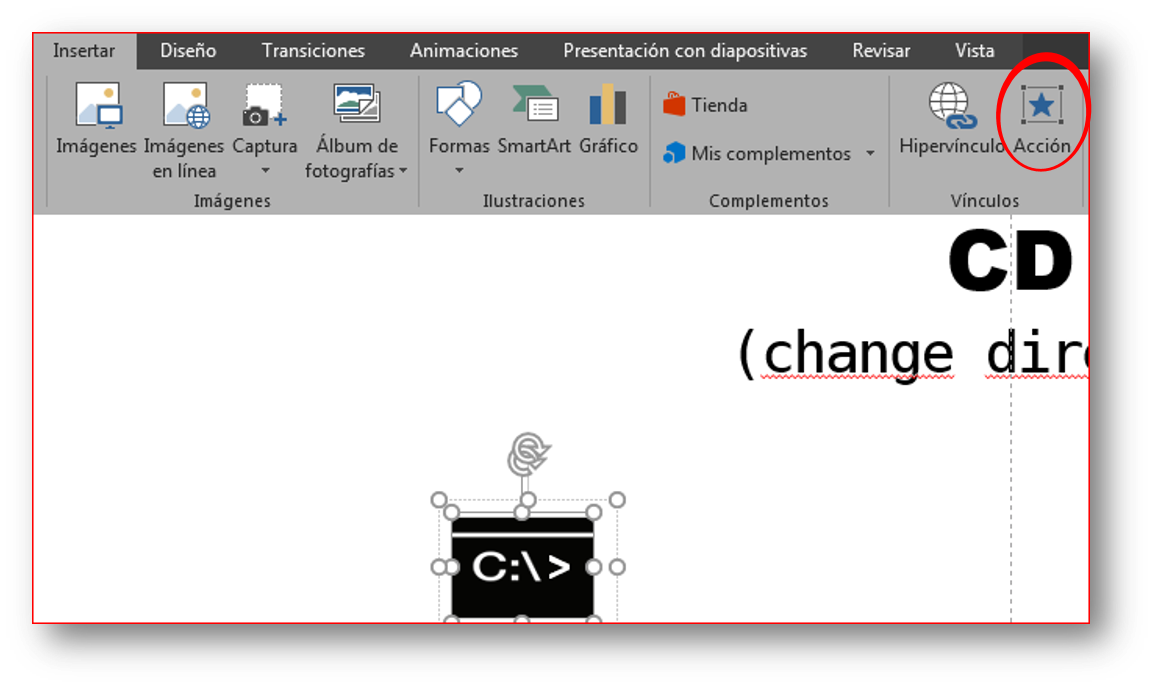 Insertar Diseño Transiciones Animaciones Presentación con diapositivas Revisar Vista
Imágenes Imágenes en línea Captura Álbum de fotografías
Imágenes
Formas SmartArt Gráfico
Ilustraciones
Tienda
Mis complementos
Complementos
Hipervínculo Acción
Vínculos
CD
(change dire
C:\>